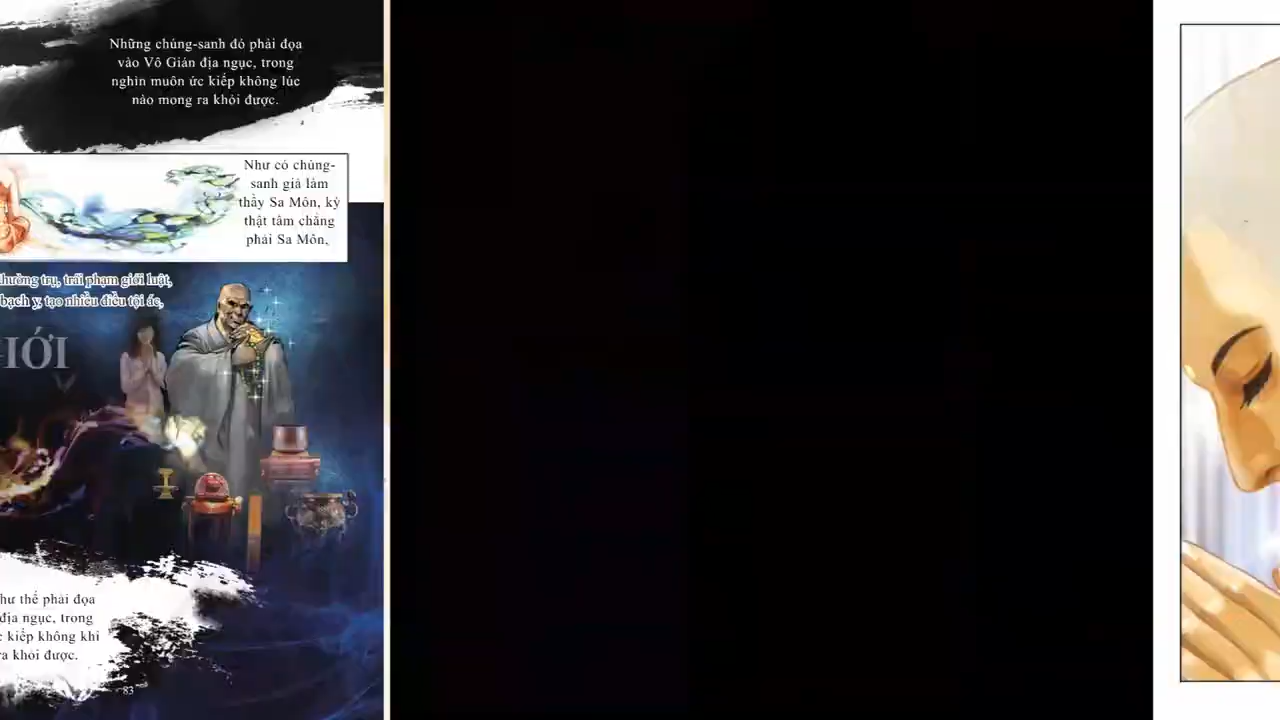 Những chúng-sanh đó phải đọa
vào Vô Gián địa ngục, trong
nghìn muôn ức kiếp không lúc
nào mong ra khỏi được.
Như có chúng-
sanh giả làm
thầy Sa Môn, kỳ
thật tâm chẳng
phải Sa Môn,
thường trụ, trái phạm giới luật,
bạch y, tạo nhiều điều tội ác,
IỚI
hư thế phải đọa
địa ngục, trong
c kiếp không khi
ra khỏi được.
83